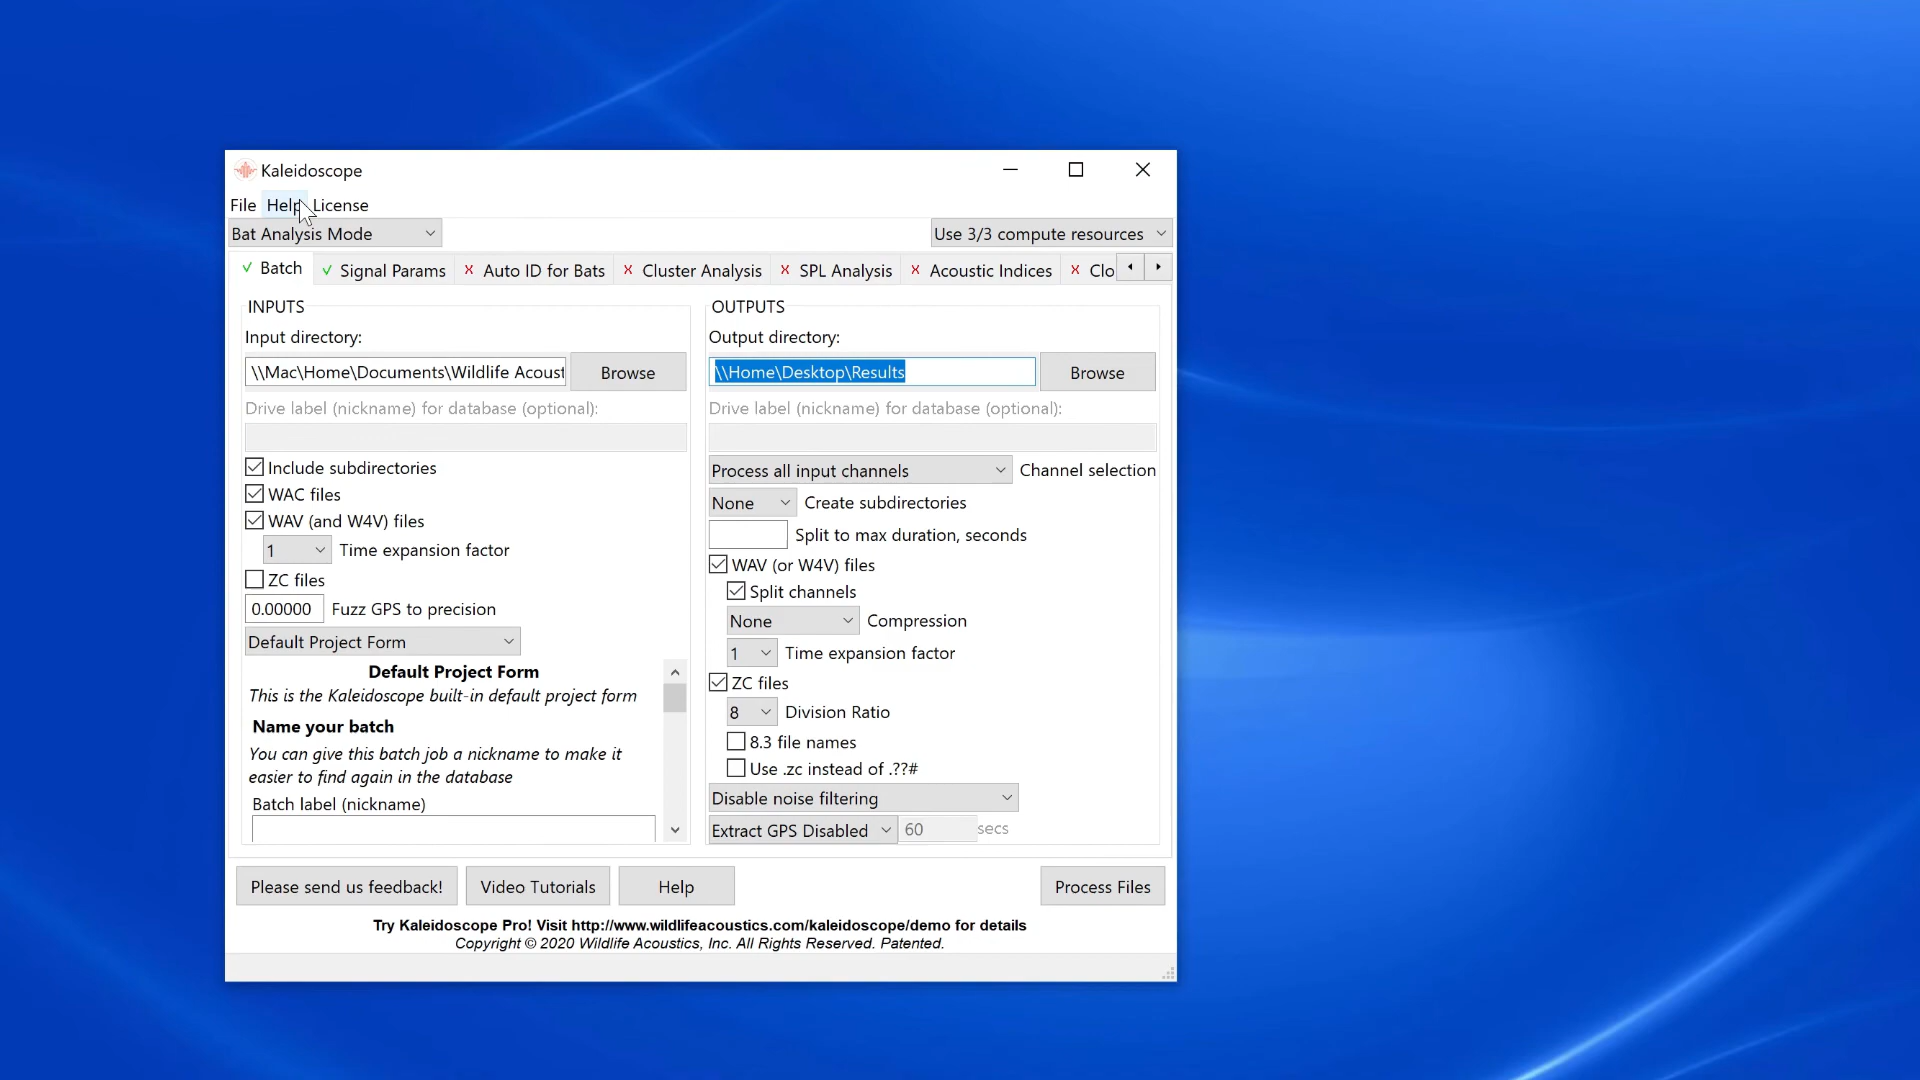 Kaleidoscope
File Help License
Bat Analysis Mode
Use 3/3 compute resources
Batch
Signal Params
Auto ID for Bats
Cluster Analysis
SPL Analysis
Acoustic Indices
Clo
INPUTS
Input directory:
\\Mac\Home\Documents\Wildlife Acoust
Browse
Drive label (nickname) for database (optional):
Include subdirectories
WAC files
WAV (and W4V) files
1 Time expansion factor
ZC files
0.00000 Fuzz GPS to precision
Default Project Form
Default Project Form
This is the Kaleidoscope built-in default project form
Name your batch
You can give this batch job a nickname to make it
easier to find again in the database
Batch label (nickname)
OUTPUTS
Output directory:
\\Home\Desktop\Results
Browse
Drive label (nickname) for database (optional):
Process all input channels Channel selection
None Create subdirectories
Split to max duration, seconds
WAV (or W4V) files
Split channels
None Compression
1 Time expansion factor
ZC files
8 Division Ratio
8.3 file names
Use .zc instead of .??#
Disable noise filtering
Extract GPS Disabled 60 secs
Please send us feedback!
Video Tutorials
Help
Process Files
Try Kaleidoscope Pro! Visit http://www.wildlifeacoustics.com/kaleidoscope/demo for details
Copyright © 2020 Wildlife Acoustics, Inc. All Rights Reserved. Patented.